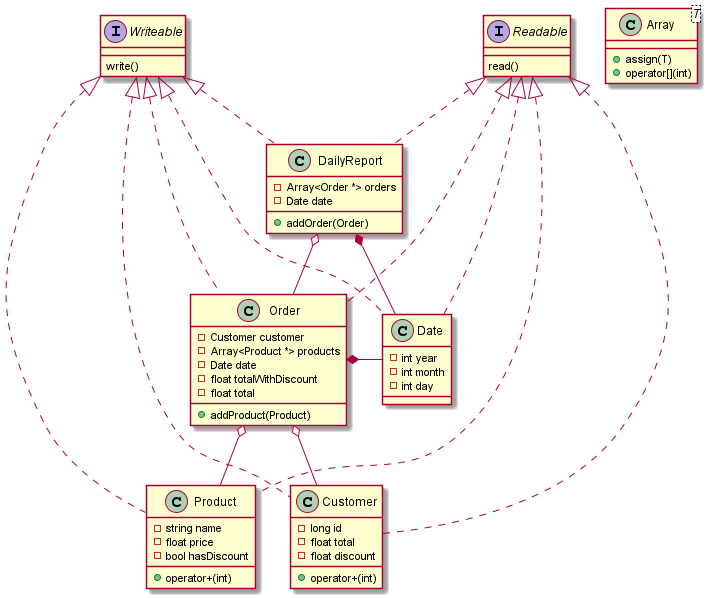 I Writeable
write()
I Readable
read()
T
C Array
assign(T)
operator[](int)
C DailyReport
Array<Order *> orders
Date date
addOrder(Order)
C Order
Customer customer
Array<Product *> products
Date date
float totalWithDiscount
float total
addProduct(Product)
C Date
int year
int month
int day
C Product
string name
float price
bool hasDiscount
operator+(int)
C Customer
long id
float total
float discount
operator+(int)